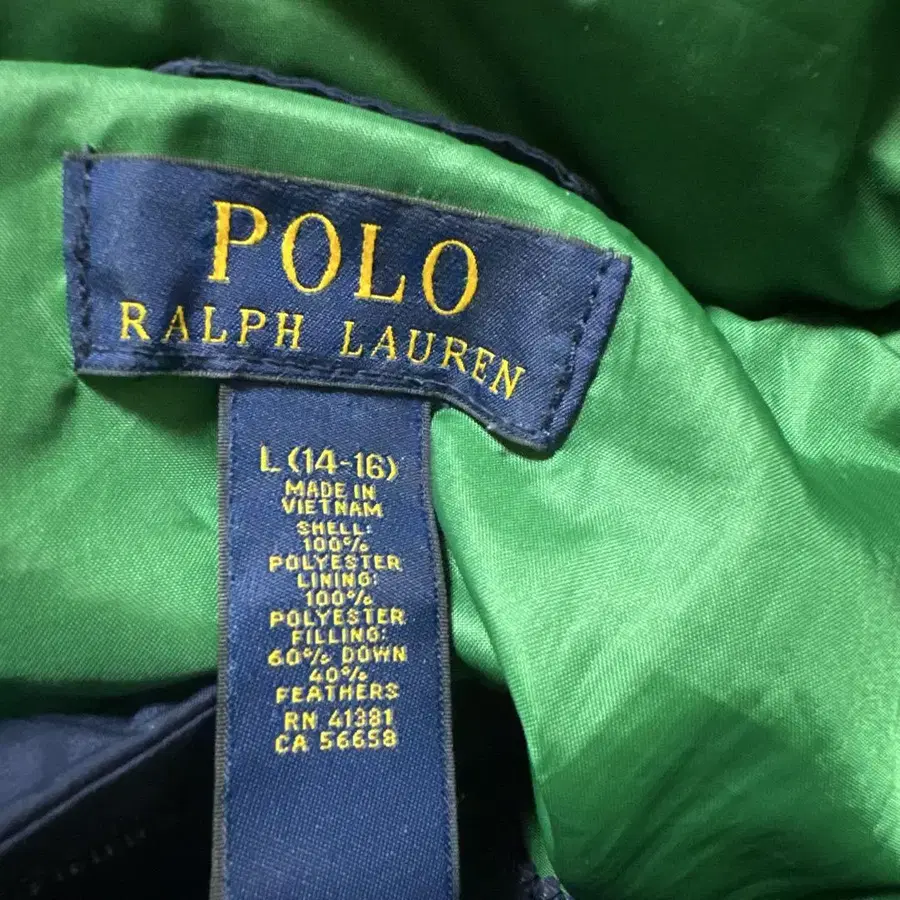 POLO
RALPH LAUREN
L (14-16)
MADE IN
VIETNAM
SHELL:
100%
POLYESTER
LINING:
100%
POLYESTER
FILLING:
60% DOWN
40%
FEATHERS
RN 41381
CA 56658